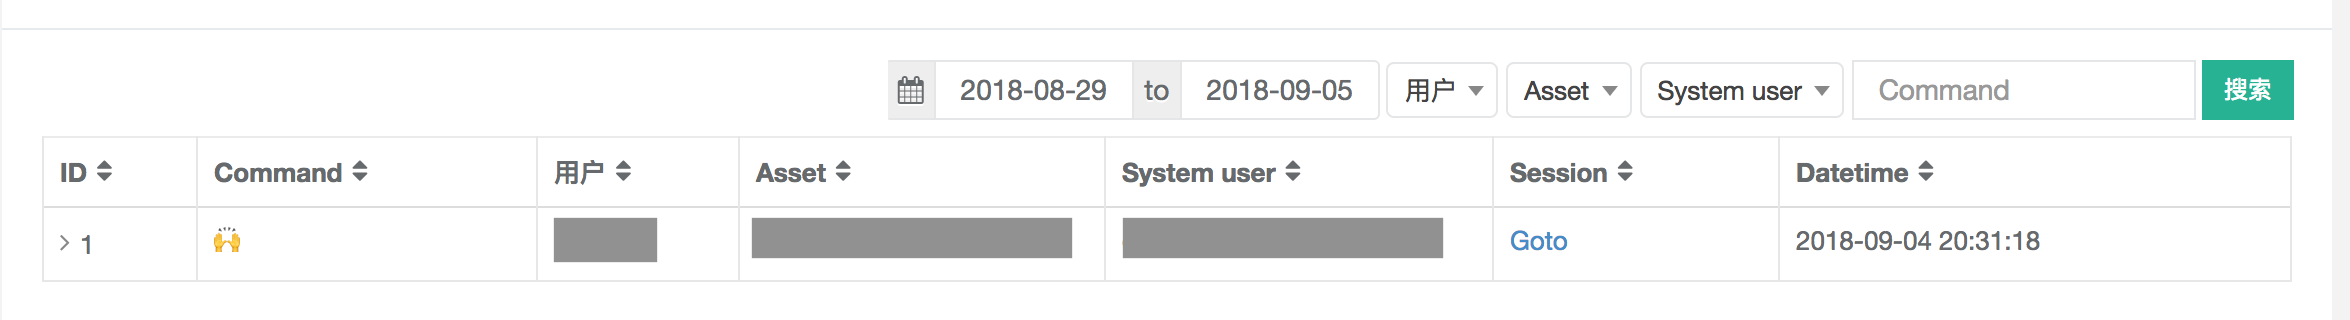 2018-08-29 to 2018-09-05 用户 Asset System user Command 搜索
ID Command 用户 Asset System user Session Datetime
1 🙌 Goto 2018-09-04 20:31:18